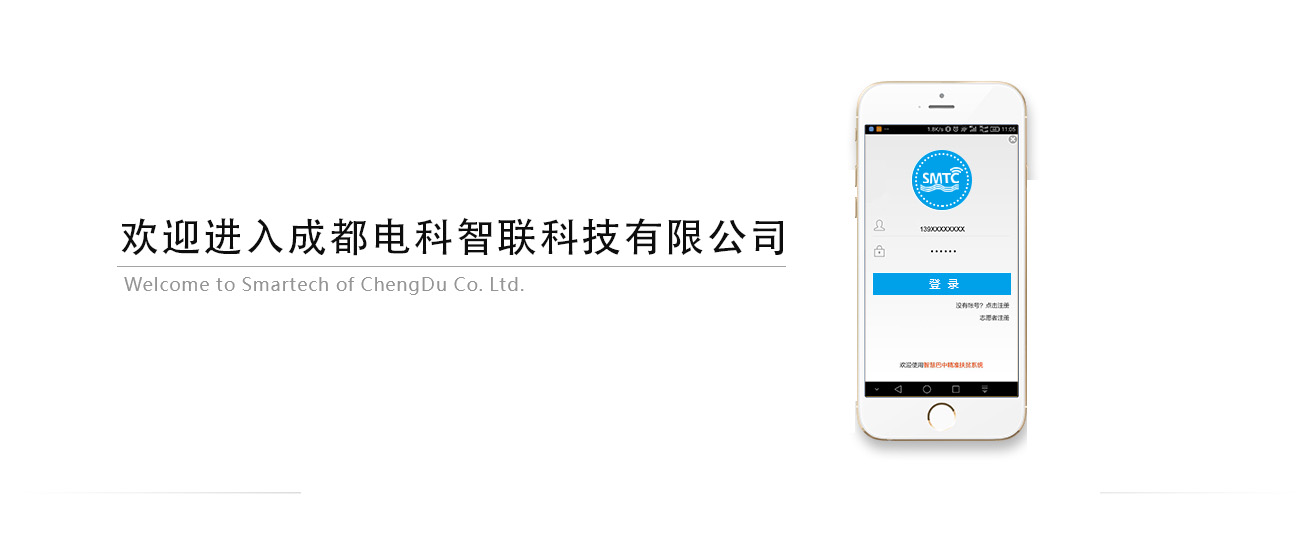 欢迎进入成都电科智联科技有限公司
Welcome to Smartech of ChengDu Co. Ltd.
1.8K/s 11:05
SMTC
139XXXXXXXX
••••••
登 录
没有帐号？点击注册
志愿者注册
欢迎使用智慧巴中精准扶贫系统